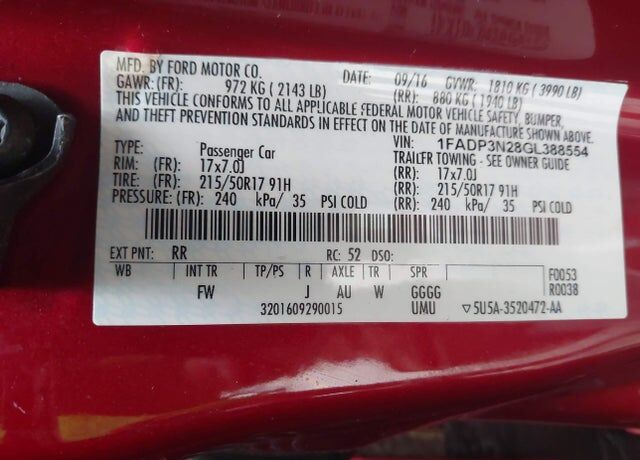 MFD. BY FORD MOTOR CO. DATE: 09/16 GVWR: 1810 KG ( 3990 LB)
GAWR:(FR): 972 KG ( 2143 LB) (RR): 880 KG ( 1940 LB)
THIS VEHICLE CONFORMS TO ALL APPLICABLE FEDERAL MOTOR VEHICLE SAFETY, BUMPER,
AND THEFT PREVENTION STANDARDS IN EFFECT ON THE DATE OF MANUFACTURE SHOWN ABOVE.
VIN: 1FADP3N28GL388554
TYPE: Passenger Car TRAILER TOWING - SEE OWNER GUIDE
RIM: (FR): 17x7.0J (RR): 17x7.0J
TIRE: (FR): 215/50R17 91H (RR): 215/50R17 91H
PRESSURE: (FR): 240 kPa/ 35 PSI COLD (RR): 240 kPa/ 35 PSI COLD
EXT PNT: RR RC: 52 DSO:
WB INT TR TP/PS R AXLE TR SPR F0053
FW J AU W GGGG R0038
3201609290015 UMU ▽5U5A-3520472-AA